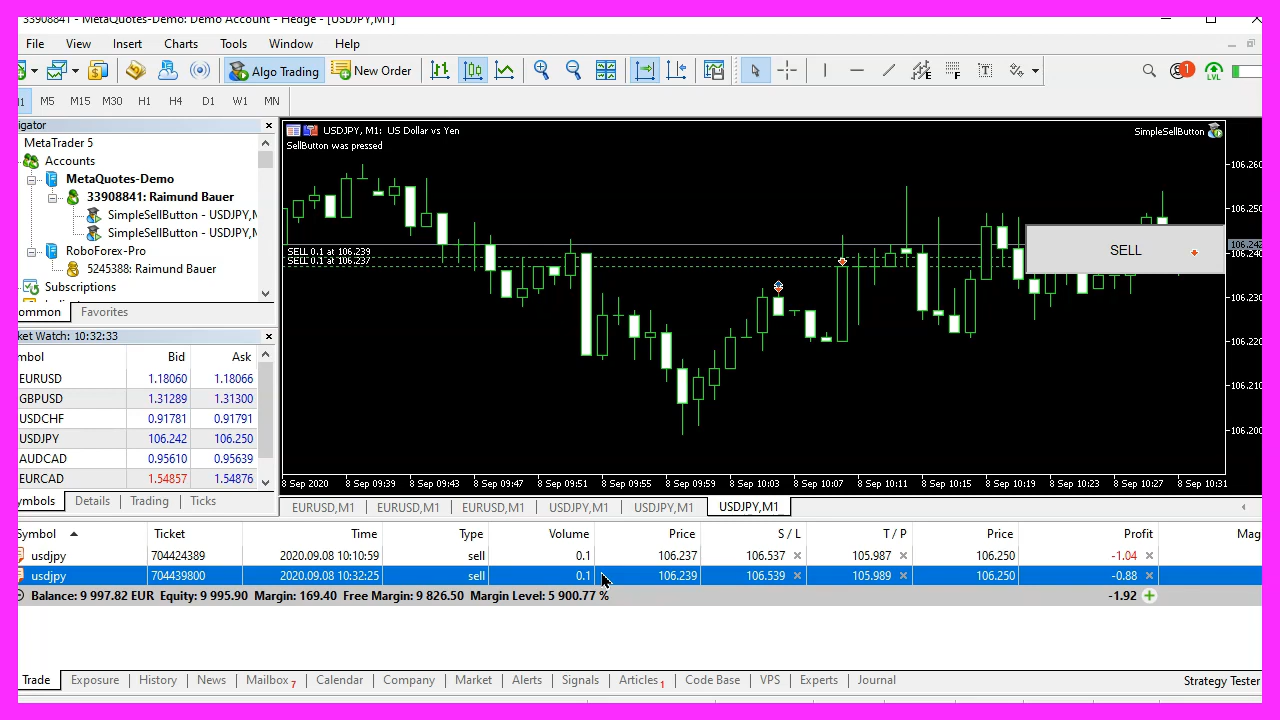 33908841 - MetaQuotes-Demo: Demo Account - Hedge - [USDJPY,M1]
File View Insert Charts Tools Window Help
Algo Trading New Order 1 LVL
M5 M15 M30 H1 H4 D1 W1 MN
MetaTrader 5
Accounts
MetaQuotes-Demo
33908841: Raimund Bauer
SimpleSellButton - USDJPY,M
SimpleSellButton - USDJPY,M
RoboForex-Pro
5245388: Raimund Bauer
Subscriptions
ommon Favorites
ket Watch: 10:32:33
mbol Bid Ask
EURUSD 1.18060 1.18066
GBPUSD 1.31289 1.31300
USDCHF 0.91781 0.91791
USDJPY 106.242 106.250
AUDCAD 0.95610 0.95639
EURCAD 1.54857 1.54876
ymbols Details Trading Ticks
USDJPY, M1: US Dollar vs Yen
SimpleSellButton
SellButton was pressed
SELL 0.1 at 106.239
SELL 0.1 at 106.237
SELL
106.260
106.250
106.242
106.240
106.230
106.220
106.210
106.200
8 Sep 2020 8 Sep 09:39 8 Sep 09:43 8 Sep 09:47 8 Sep 09:51 8 Sep 09:55 8 Sep 09:59 8 Sep 10:03 8 Sep 10:07 8 Sep 10:11 8 Sep 10:15 8 Sep 10:19 8 Sep 10:23 8 Sep 10:27 8 Sep 10:31
EURUSD,M1 EURUSD,M1 EURUSD,M1 USDJPY,M1 USDJPY,M1 USDJPY,M1
Symbol Ticket Time Type Volume Price S / L T / P Price Profit Mag
usdjpy 704424389 2020.09.08 10:10:59 sell 0.1 106.237 106.537 105.987 106.250 -1.04
usdjpy 704439800 2020.09.08 10:32:25 sell 0.1 106.239 106.539 105.989 106.250 -0.88
Balance: 9 997.82 EUR Equity: 9 995.90 Margin: 169.40 Free Margin: 9 826.50 Margin Level: 5 900.77 % -1.92
Trade Exposure History News Mailbox 7 Calendar Company Market Alerts Signals Articles 1 Code Base VPS Experts Journal Strategy Tester